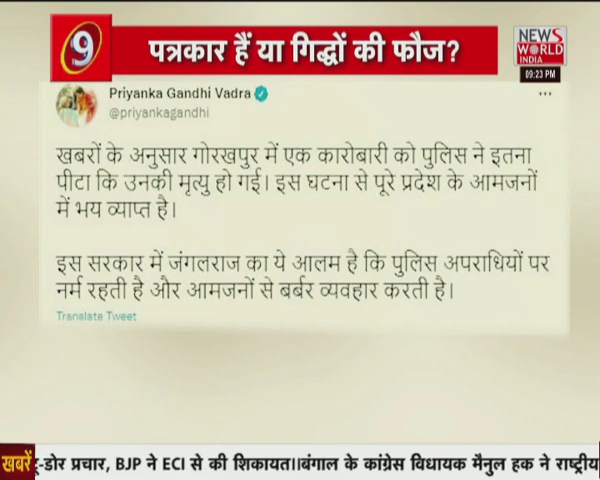 9
पत्रकार हैं या गिद्धों की फौज?
NEWS
WORLD
INDIA
09:23 PM
Priyanka Gandhi Vadra
@priyankagandhi
खबरों के अनुसार गोरखपुर में एक कारोबारी को पुलिस ने इतना
पीटा कि उनकी मृत्यु हो गई। इस घटना से पूरे प्रदेश के आमजनों
में भय व्याप्त है।
इस सरकार में जंगलराज का ये आलम है कि पुलिस अपराधियों पर
नर्म रहती है और आमजनों से बर्बर व्यवहार करती है।
Translate Tweet
खबरें
-डोर प्रचार, BJP ने ECI से की शिकायत॥बंगाल के कांग्रेस विधायक मैनुल हक ने राष्ट्रीय